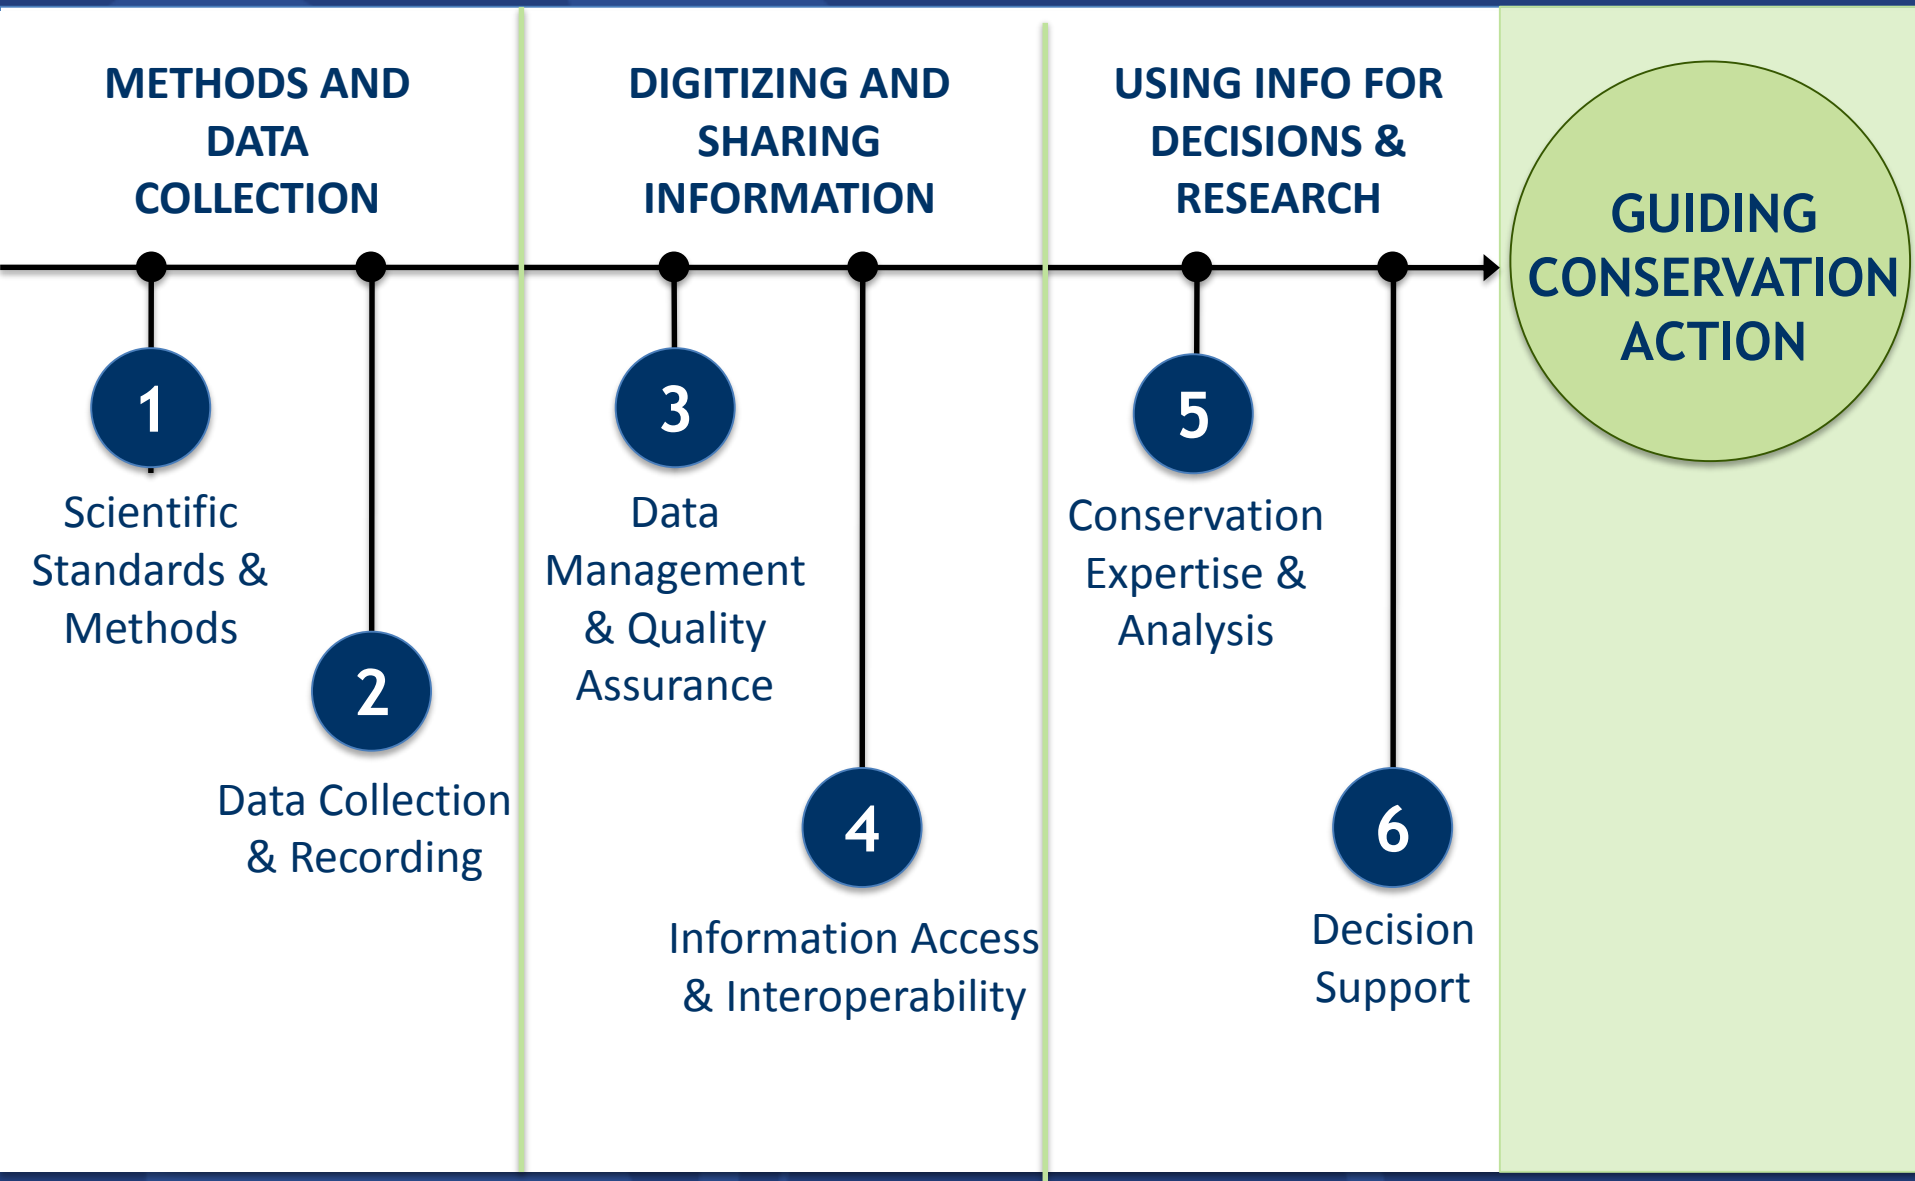 METHODS AND
DATA
COLLECTION
DIGITIZING AND
SHARING
INFORMATION
USING INFO FOR
DECISIONS &
RESEARCH
GUIDING
CONSERVATION
ACTION
1
Scientific
Standards &
Methods
2
Data Collection
& Recording
3
Data
Management
& Quality
Assurance
4
Information Access
& Interoperability
5
Conservation
Expertise &
Analysis
6
Decision
Support